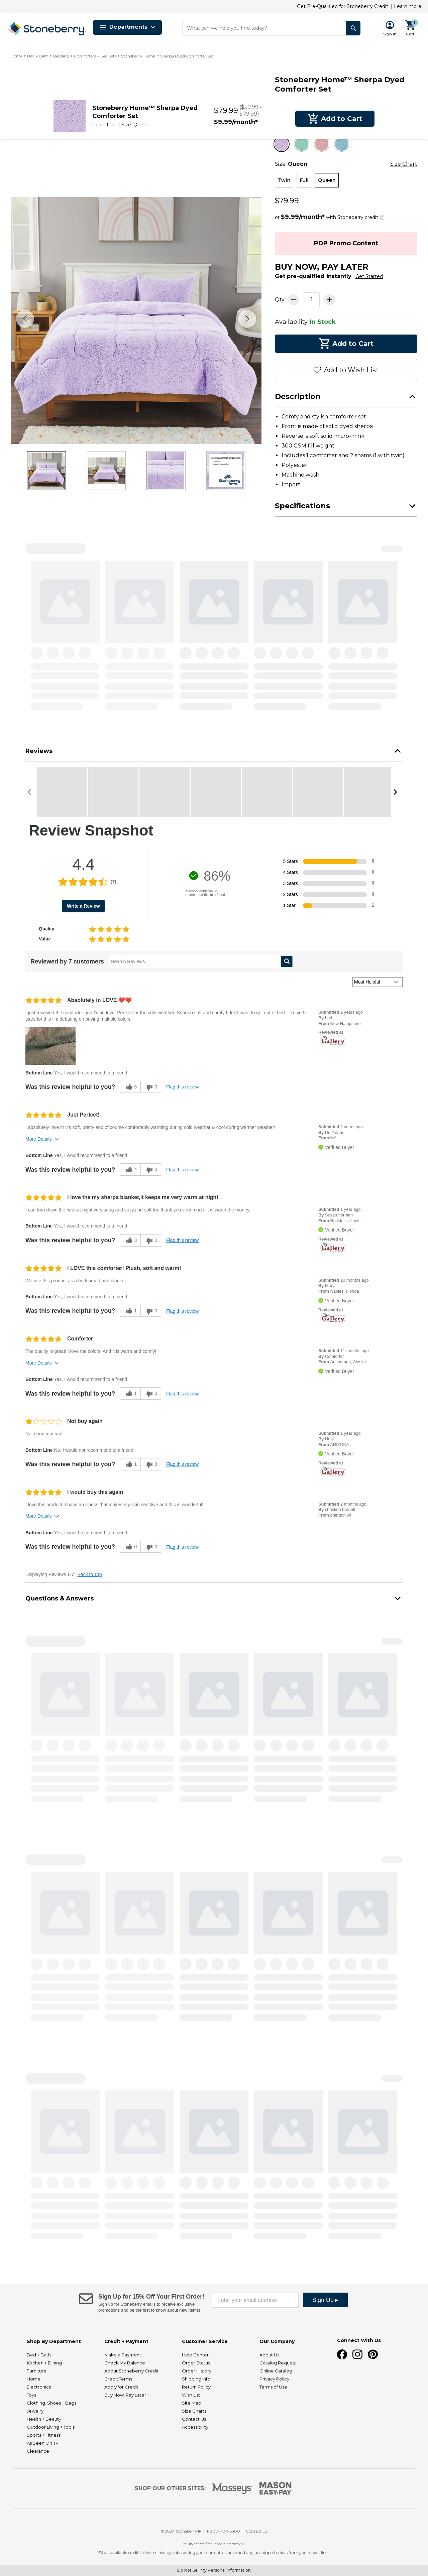 Get Pre-Qualified for Stoneberry Credit | Learn more
Stoneberry
Departments
What can we help you find today?
Sign In
1
Cart
Home > Bed + Bath > Bedding > Comforters + Bed Sets > Stoneberry Home™ Sherpa Dyed Comforter Set
Stoneberry Home™ Sherpa Dyed Comforter Set
Color: Lilac | Size: Queen
$79.99 ($59.99 - $79.99)
$9.99/month*
Stoneberry Home™ Sherpa Dyed Comforter Set
Add to Cart
Size: Queen
Size Chart
Twin
Full
Queen
$79.99
or $9.99/month* with Stoneberry credit
PDP Promo Content
BUY NOW, PAY LATER
Get pre-qualified instantly Get Started
Qty: 1
Availability: In Stock
Add to Cart
Add to Wish List
Description
Comfy and stylish comforter set
Front is made of solid dyed sherpa
Reverse is soft solid micro-mink
300 GSM fill weight
Includes 1 comforter and 2 shams (1 with twin)
Polyester
Machine wash
Import
Specifications
Reviews
Review Snapshot
4.4
(7)
Write a Review
86%
of respondents would recommend this to a friend
5 Stars 6
4 Stars 0
3 Stars 0
2 Stars 0
1 Star 1
Quality
Value
Reviewed by 7 customers
Search Reviews
Most Helpful
Absolutely in LOVE ❤️❤️
I just received the comforter and I'm in love. Perfect for the cold weather. Sooooo soft and comfy I don't want to get out of bed. I'll give 5+ stars for this I'm debating on buying multiple colors
Submitted 2 years ago
By Lori
From New Hampshire
Reviewed at
Gallery
Bottom Line Yes, I would recommend to a friend
Was this review helpful to you? 5 0 Flag this review
Just Perfect!
I absolutely love it! It's soft, pretty and of course comfortably warming during cold weather & cool during warmer weather!
More Details
Submitted 2 years ago
By Dr. Tvlaini
From MA
Verified Buyer
Bottom Line Yes, I would recommend to a friend
Was this review helpful to you? 4 0 Flag this review
I love the my sherpa blanket,it keeps me very warm at night
I can turn down the heat at night,very snug and cozy,and soft too.thank you very much ,it is worth the money.
Submitted 1 year ago
By Susan norman
From Rockfalls,Illinois
Verified Buyer
Reviewed at
Gallery
Bottom Line Yes, I would recommend to a friend
Was this review helpful to you? 3 0 Flag this review
I LOVE this comforter! Plush, soft and warm!
We use this product as a bedspread and blanket.
Submitted 10 months ago
By Mary
From Naples, Florida
Verified Buyer
Reviewed at
Gallery
Bottom Line Yes, I would recommend to a friend
Was this review helpful to you? 1 0 Flag this review
Comforter
The quality is great! I love the colors! And it is warm and comfy!
More Details
Submitted 11 months ago
By Comforter
From Anchorage, Alaska
Verified Buyer
Bottom Line Yes, I would recommend to a friend
Was this review helpful to you? 1 0 Flag this review
Not buy again
Not good material
Submitted 1 year ago
By Ueal
From ARIZONA
Verified Buyer
Reviewed at
Gallery
Bottom Line No, I would not recommend to a friend
Was this review helpful to you? 1 3 Flag this review
I would buy this again
I love this product. I have an illness that makes my skin sensitive and this is wonderful!
More Details
Submitted 2 months ago
By christina barnett
From cranston wi
Bottom Line Yes, I would recommend to a friend
Was this review helpful to you? 0 0 Flag this review
Displaying Reviews 1-7 Back to Top
Questions & Answers
Sign Up for 15% Off Your First Order!
Sign up for Stoneberry emails to receive exclusive promotions and be the first to know about new items!
Enter your email address
Sign Up ▸
Shop By Department
Bed + Bath
Kitchen + Dining
Furniture
Home
Electronics
Toys
Clothing, Shoes + Bags
Jewelry
Health + Beauty
Outdoor Living + Tools
Sports + Fitness
As Seen On TV
Clearance
Credit + Payment
Make a Payment
Check My Balance
About Stoneberry Credit
Credit Terms
Apply for Credit
Buy Now, Pay Later
Customer Service
Help Center
Order Status
Order History
Shipping Info
Return Policy
Wish List
Site Map
Size Charts
Contact Us
Accessibility
Our Company
About Us
Catalog Request
Online Catalog
Privacy Policy
Terms of Use
Connect With Us
SHOP OUR OTHER SITES: Masseys MASON EASY-PAY
©2024 Stoneberry® | 1-800-704-5480 | Contact Us
*Subject to final credit approval.
**Your available credit is determined by subtracting your current balance and any unshipped orders from your credit limit.
Do Not Sell My Personal Information